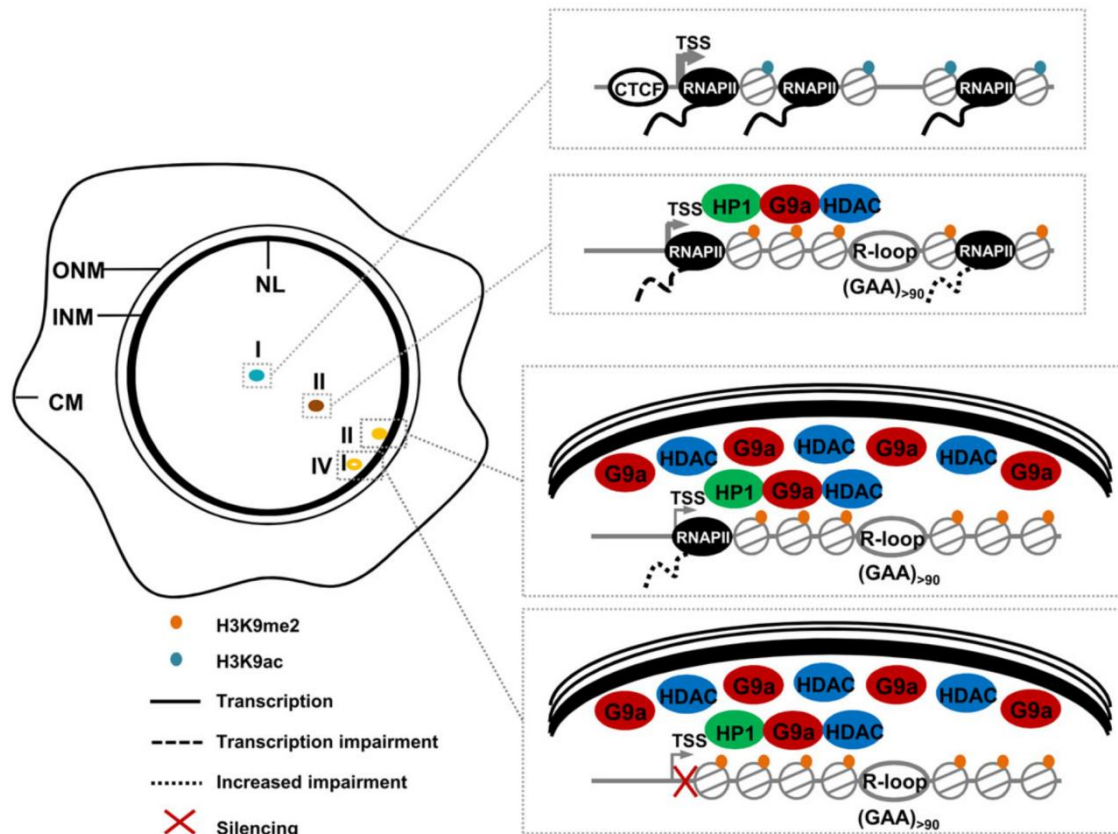 TSS
CTCF RNAPII RNAPII RNAPII
TSS HP1 G9a HDAC
RNAPII R-loop RNAPII
(GAA)>90
ONM
NL
INM
I
II
CM
II
IV I
G9a HDAC G9a HDAC G9a HDAC G9a
TSS HP1 G9a HDAC
RNAPII R-loop
(GAA)>90
G9a HDAC G9a HDAC G9a HDAC G9a
TSS HP1 G9a HDAC
R-loop
(GAA)>90
H3K9me2
H3K9ac
Transcription
Transcription impairment
Increased impairment
Silencing